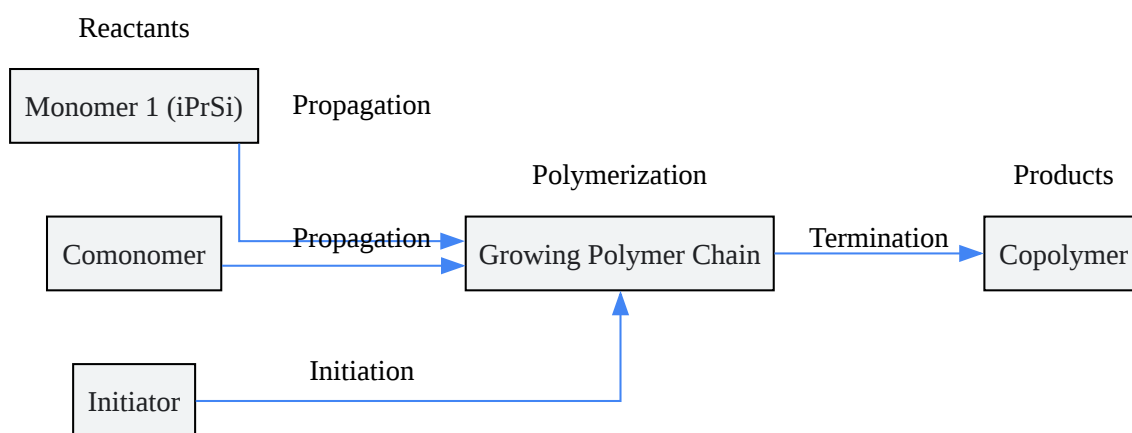 Reactants
Monomer 1 (iPrSi)
Propagation
Polymerization
Products
Comonomer
Propagation
Growing Polymer Chain
Termination
Copolymer
Initiation
Initiator